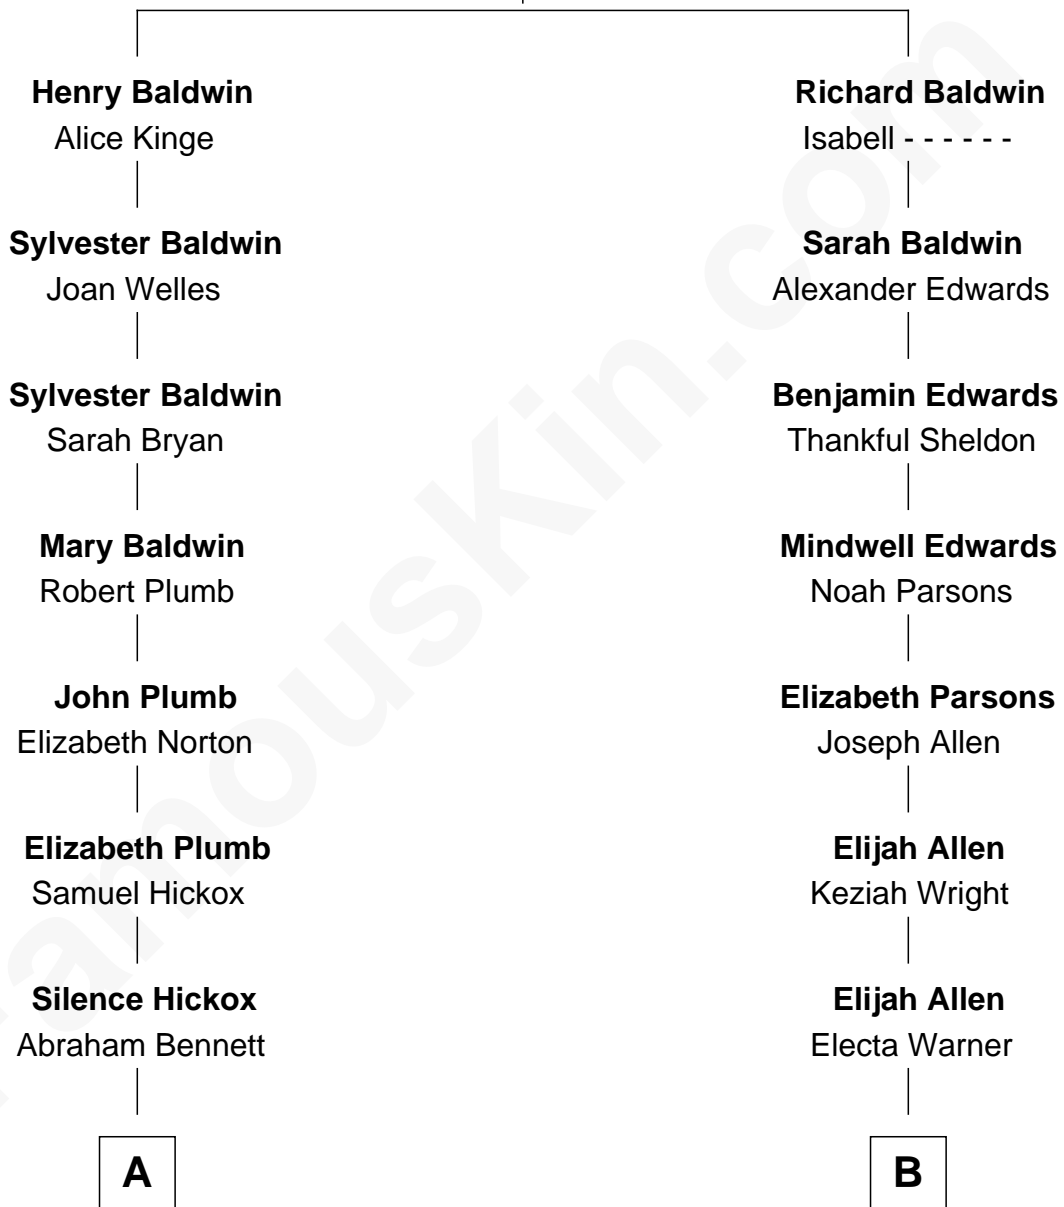 Henry Baldwin
Alice Kinge
Sylvester Baldwin
Joan Welles
Sylvester Baldwin
Sarah Bryan
Mary Baldwin
Robert Plumb
John Plumb
Elizabeth Norton
Elizabeth Plumb
Samuel Hickox
Silence Hickox
Abraham Bennett
A
Richard Baldwin
Isabell - - - - - -
Sarah Baldwin
Alexander Edwards
Benjamin Edwards
Thankful Sheldon
Mindwell Edwards
Noah Parsons
Elizabeth Parsons
Joseph Allen
Elijah Allen
Keziah Wright
Elijah Allen
Electa Warner
B
FamousKin.com